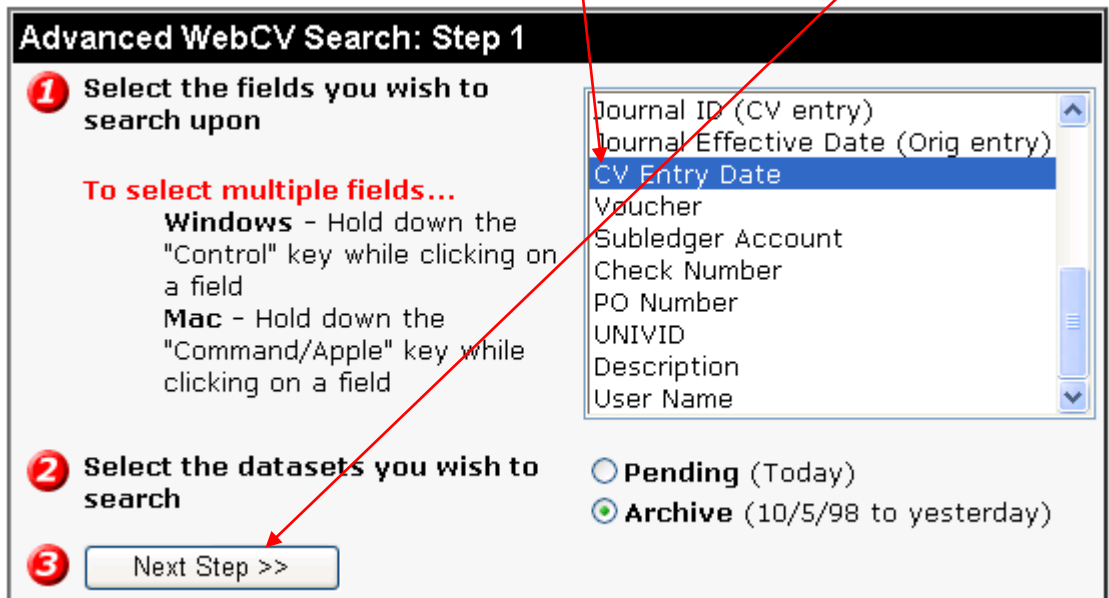 Advanced WebCV Search: Step 1
1 Select the fields you wish to
search upon
To select multiple fields...
Windows - Hold down the
"Control" key while clicking on
a field
Mac - Hold down the
"Command/Apple" key while
clicking on a field
Journal ID (CV entry)
Journal Effective Date (Orig entry)
CV Entry Date
Voucher
Subledger Account
Check Number
PO Number
UNIVID
Description
User Name
2 Select the datasets you wish to
search
Pending (Today)
Archive (10/5/98 to yesterday)
3 Next Step >>